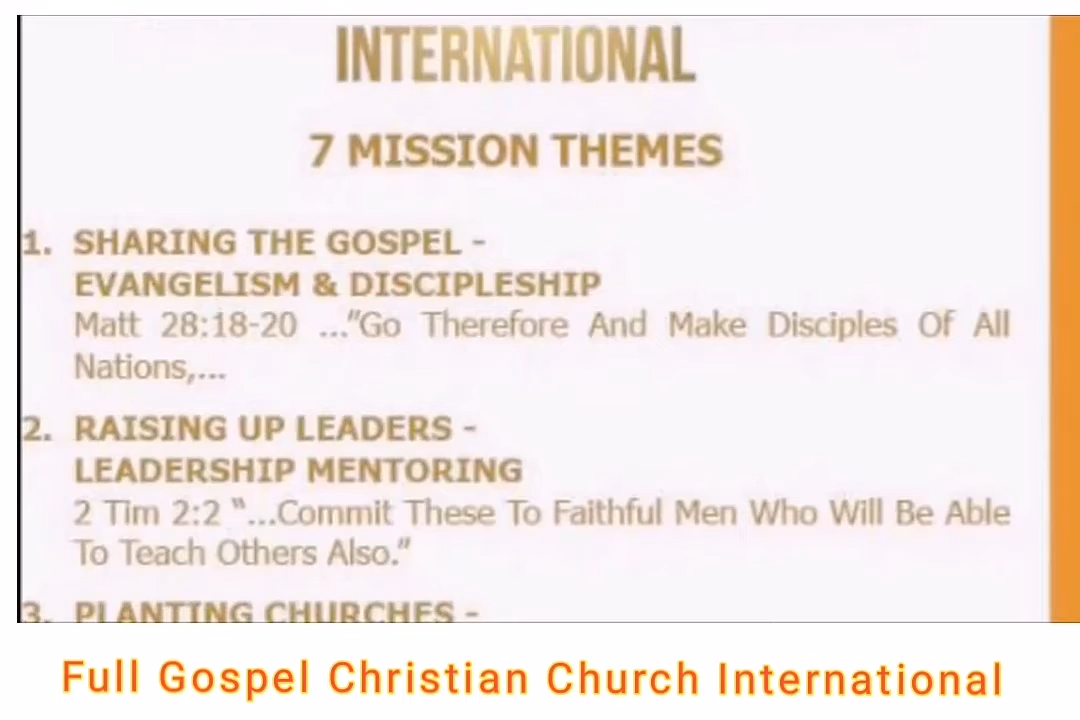 INTERNATIONAL
7 MISSION THEMES
1. SHARING THE GOSPEL -
EVANGELISM & DISCIPLESHIP
Matt 28:18-20 ..."Go Therefore And Make Disciples Of All
Nations,...
2. RAISING UP LEADERS -
LEADERSHIP MENTORING
2 Tim 2:2 "...Commit These To Faithful Men Who Will Be Able
To Teach Others Also."
3. PLANTING CHURCHES -
Full Gospel Christian Church International